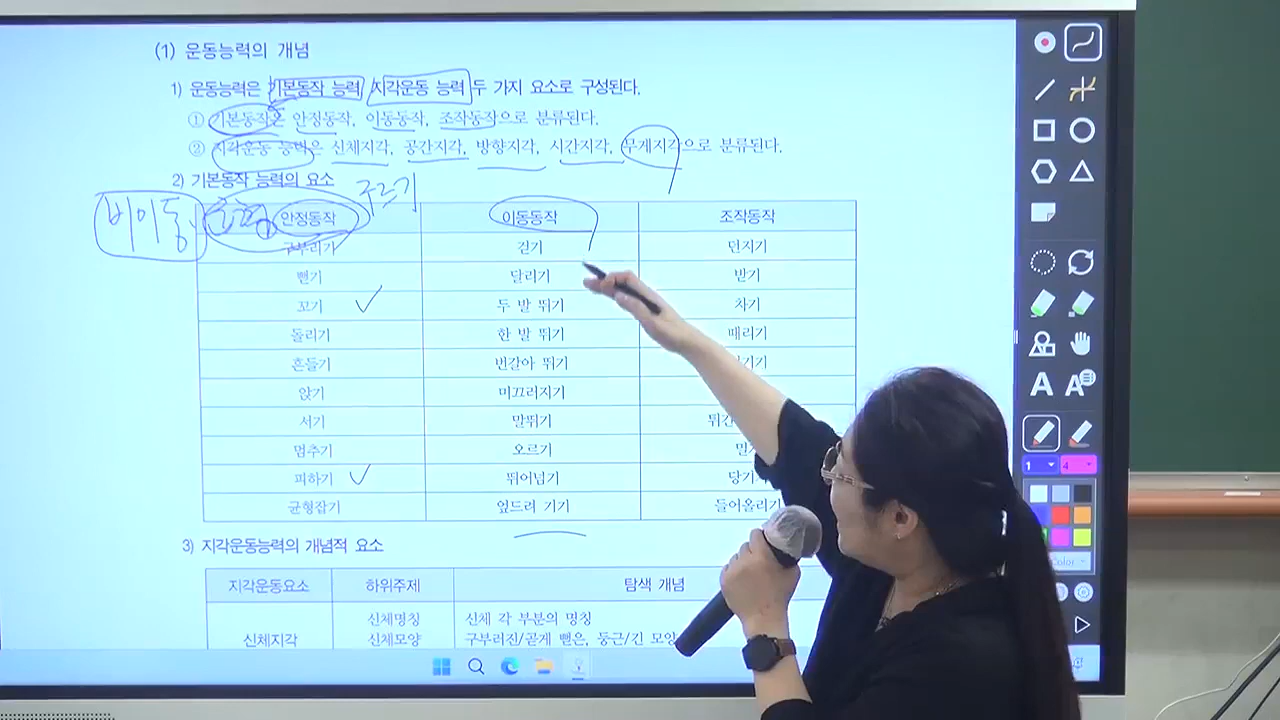 (1) 운동능력의 개념
1) 운동능력은 기본동작 능력 지각운동 능력 두 가지 요소로 구성된다.
① 기본동작은 안정동작, 이동동작, 조작동작으로 분류된다.
② 지각운동 능력은 신체지각, 공간지각, 방향지각, 시간지각, 무게지각으로 분류된다.
2) 기본동작 능력의 요소
비이동
안정동작 이동동작 조작동작
구부리기 걷기 던지기
뻗기 달리기 받기
꼬기 두 발 뛰기 차기
돌리기 한 발 뛰기 때리기
흔들기 번갈아 뛰기
앉기 미끄러지기
서기 말뛰기
멈추기 오르기
피하기 뛰어넘기 당기
균형잡기 엎드려 기기 들어올리기
3) 지각운동능력의 개념적 요소
지각운동요소 하위주제 탐색 개념
신체지각 신체명칭 신체 각 부분의 명칭
신체모양 구부러진/곧게 뻗은, 둥근/긴 모양
A A
1 4
Color